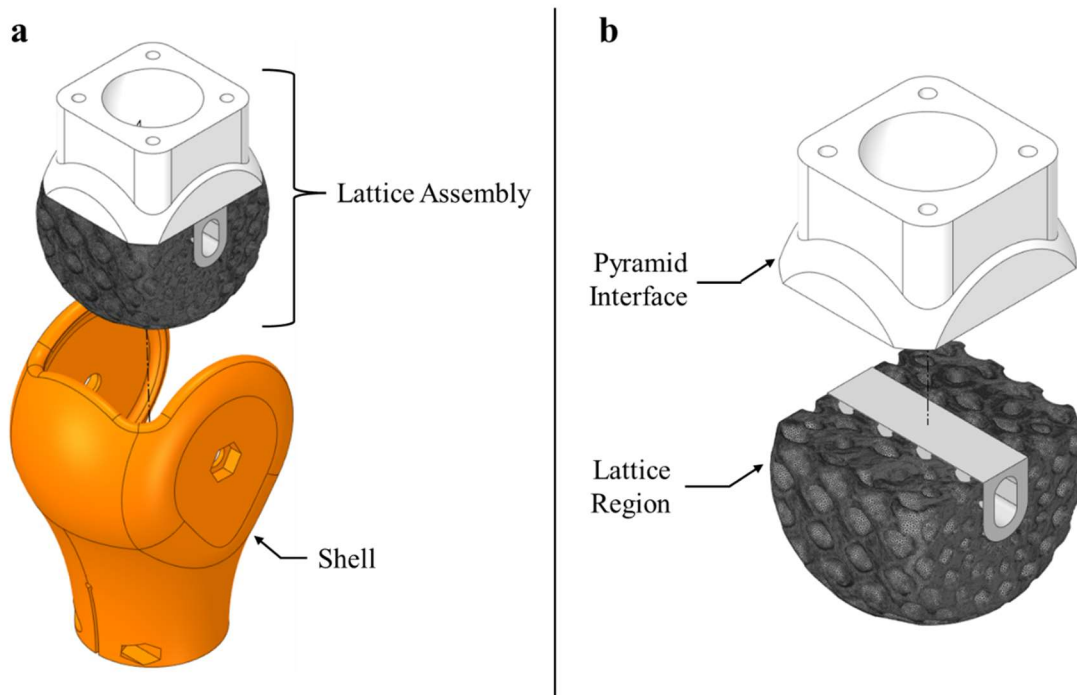 a
Lattice Assembly
Shell
b
Pyramid
Interface
Lattice
Region